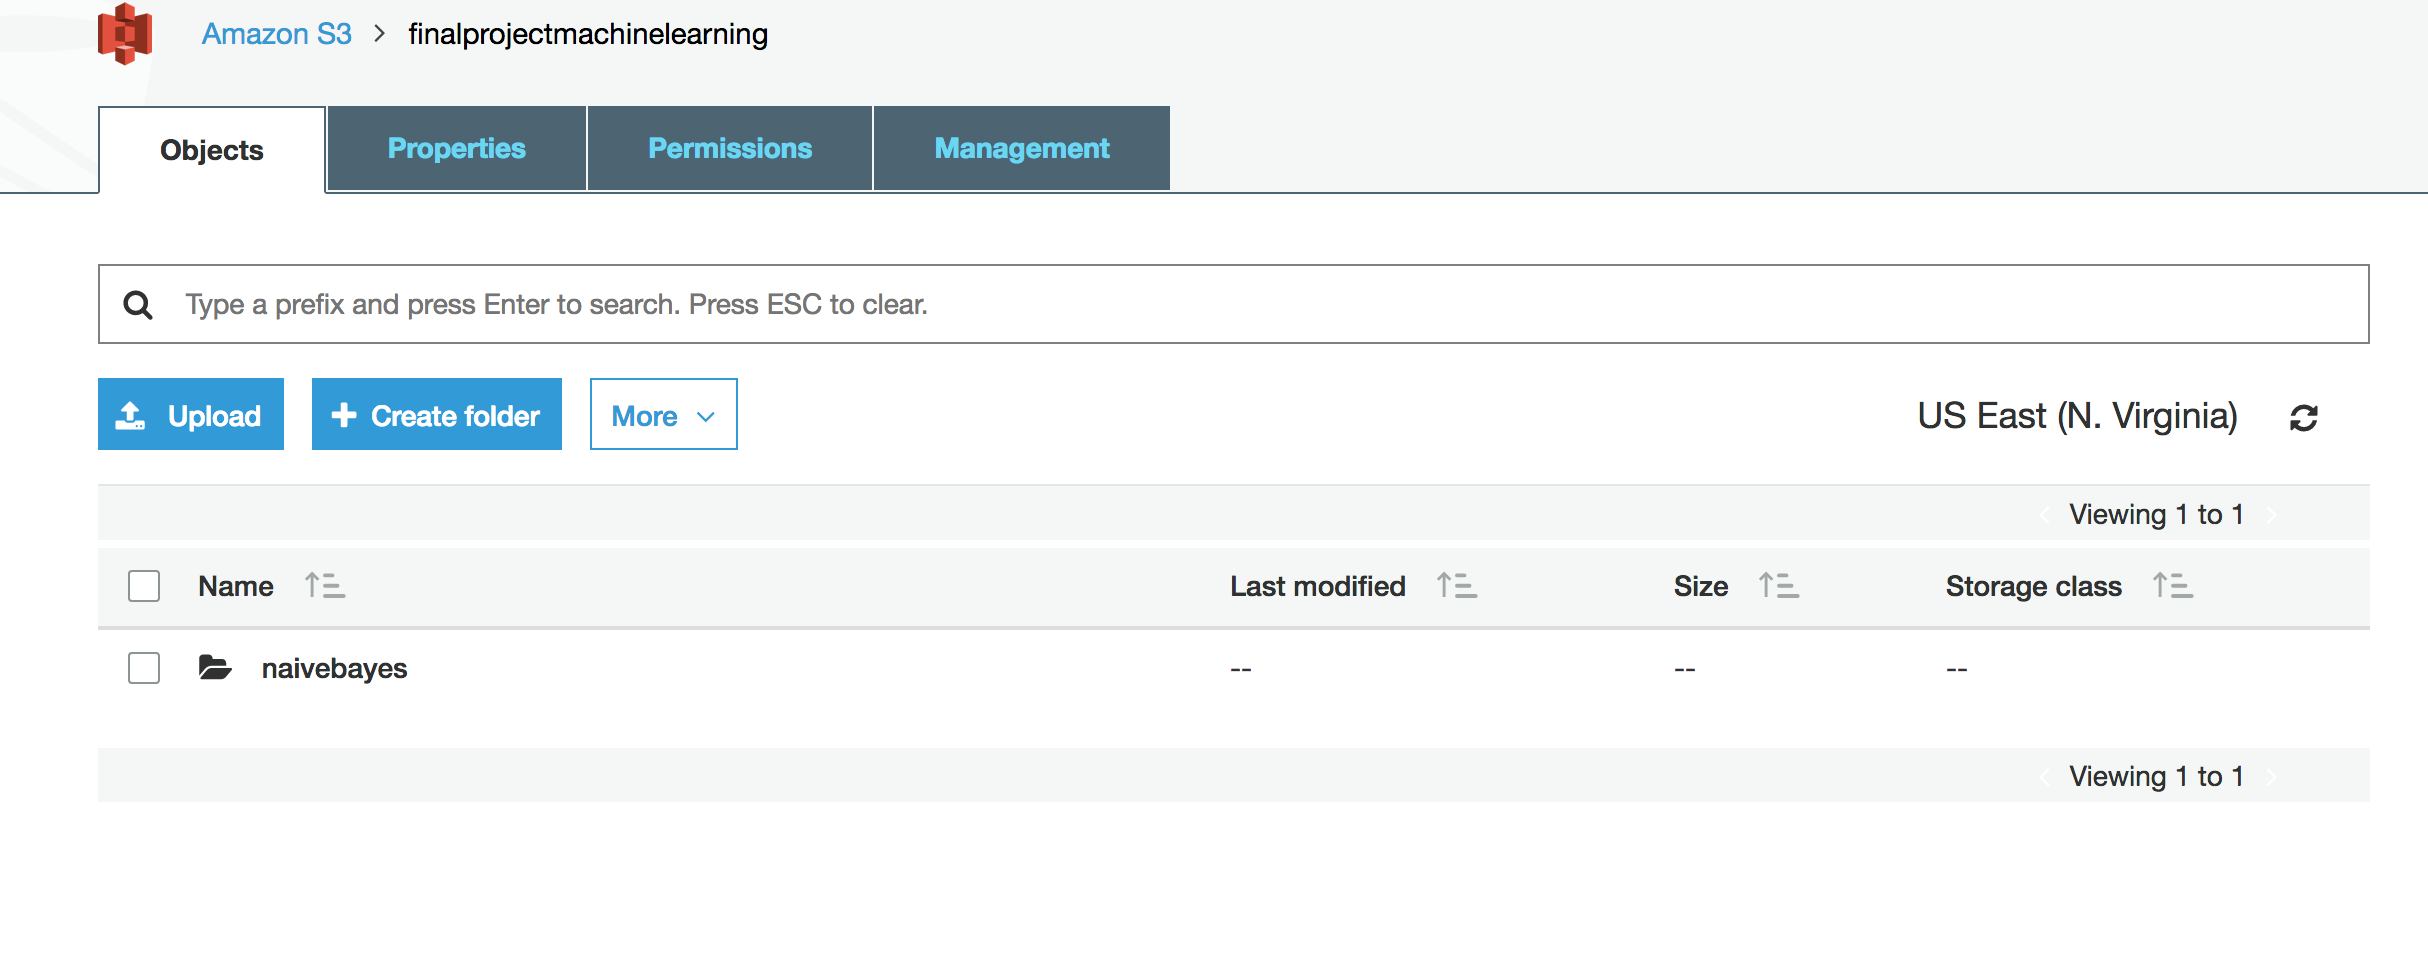 Amazon S3 > finalprojectmachinelearning
Objects Properties Permissions Management
Type a prefix and press Enter to search. Press ESC to clear.
Upload Create folder More US East (N. Virginia)
Viewing 1 to 1
Name Last modified Size Storage class
naivebayes -- -- --
Viewing 1 to 1